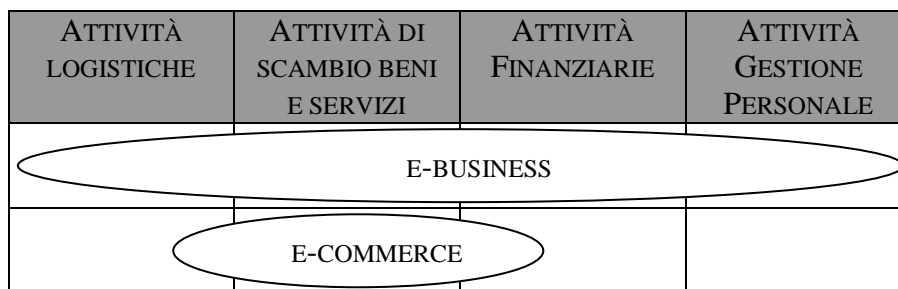 ATTIVITÀ
LOGISTICHE
ATTIVITÀ DI
SCAMBIO BENI
E SERVIZI
ATTIVITÀ
FINANZIARIE
ATTIVITÀ
GESTIONE
PERSONALE
E-BUSINESS
E-COMMERCE